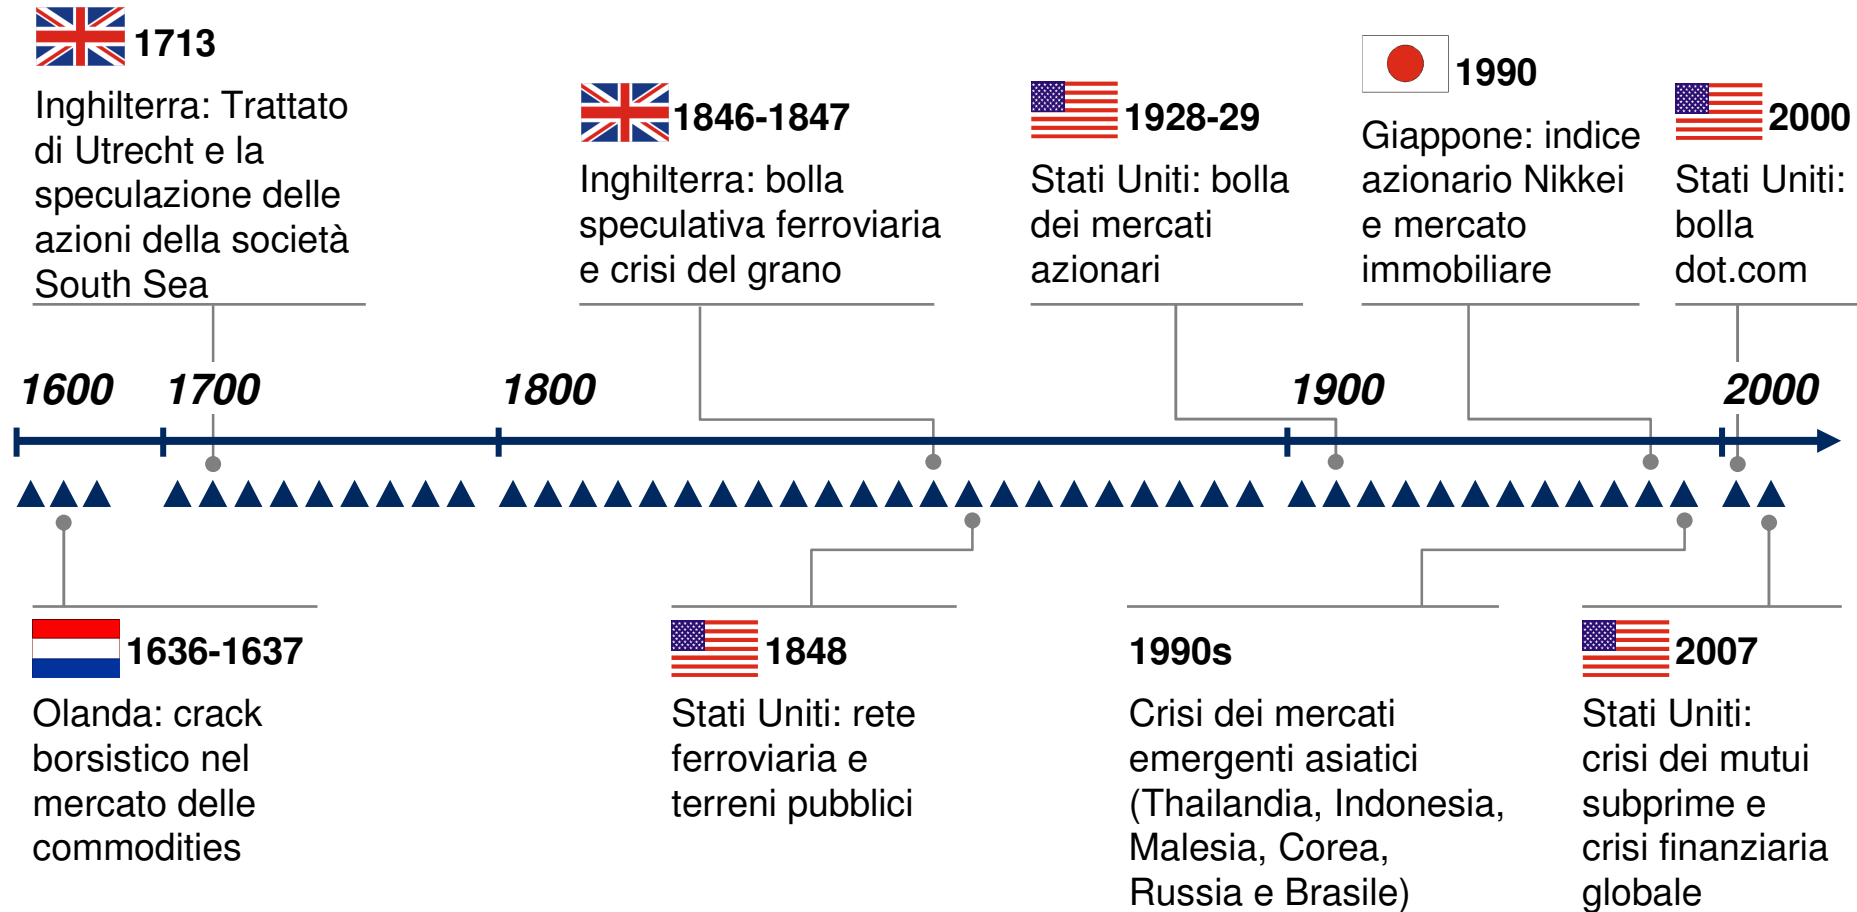 1713
Inghilterra: Trattato
di Utrecht e la
speculazione delle
azioni della società
South Sea
1846-1847
Inghilterra: bolla
speculativa ferroviaria
e crisi del grano
1928-29
Stati Uniti: bolla
dei mercati
azionari
1990
Giappone: indice
azionario Nikkei
e mercato
immobiliare
2000
Stati Uniti:
bolla
dot.com
1600 1700 1800 1900 2000
1636-1637
Olanda: crack
borsistico nel
mercato delle
commodities
1848
Stati Uniti: rete
ferroviaria e
terreni pubblici
1990s
Crisi dei mercati
emergenti asiatici
(Thailandia, Indonesia,
Malesia, Corea,
Russia e Brasile)
2007
Stati Uniti:
crisi dei mutui
subprime e
crisi finanziaria
globale